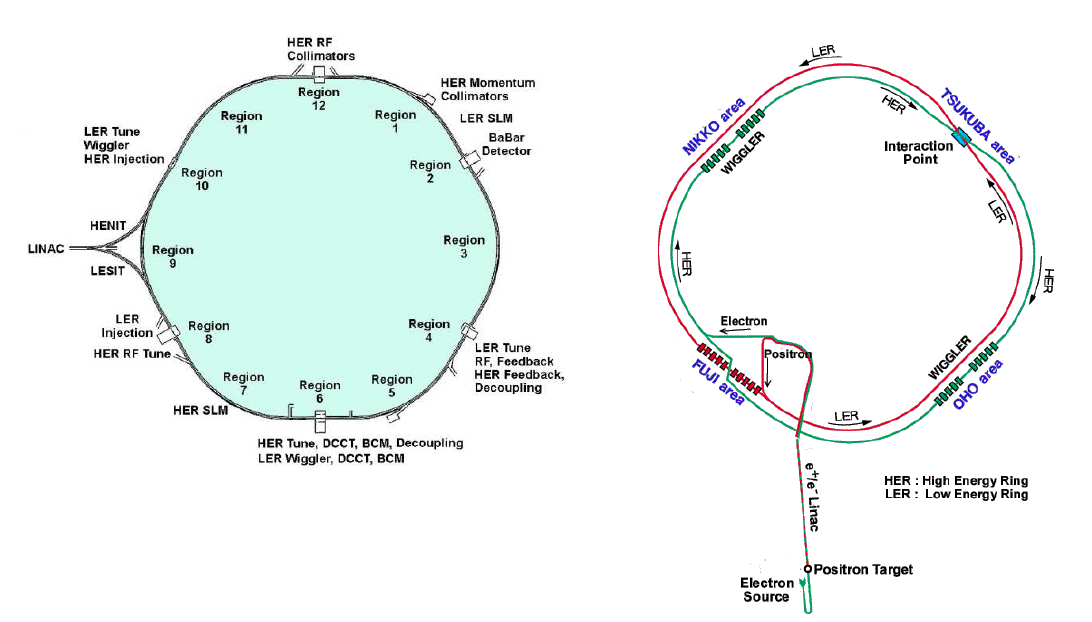 HER RF
Collimators
Region
12
HER Momentum
Collimators
Region
1
LER SLM
Region
11
BaBar
Detector
LER Tune
Wiggler
HER Injection
Region
2
Region
10
HENIT
LINAC
LESIT
Region
9
Region
3
LER
Injection
Region
8
Region
4
HER RF Tune
LER Tune
RF, Feedback
HER Feedback,
Decoupling
Region
7
Region
6
Region
5
HER SLM
HER Tune, DCCT, BCM, Decoupling
LER Wiggler, DCCT, BCM
LER
HER
NIKKO area
TSUKUBA area
WIGGLER
Interaction
Point
LER
HER
HER
Electron
Positron
FUJI area
WIGGLER
OHO area
LER
e+/e- Linac
HER : High Energy Ring
LER : Low Energy Ring
Positron Target
Electron
Source